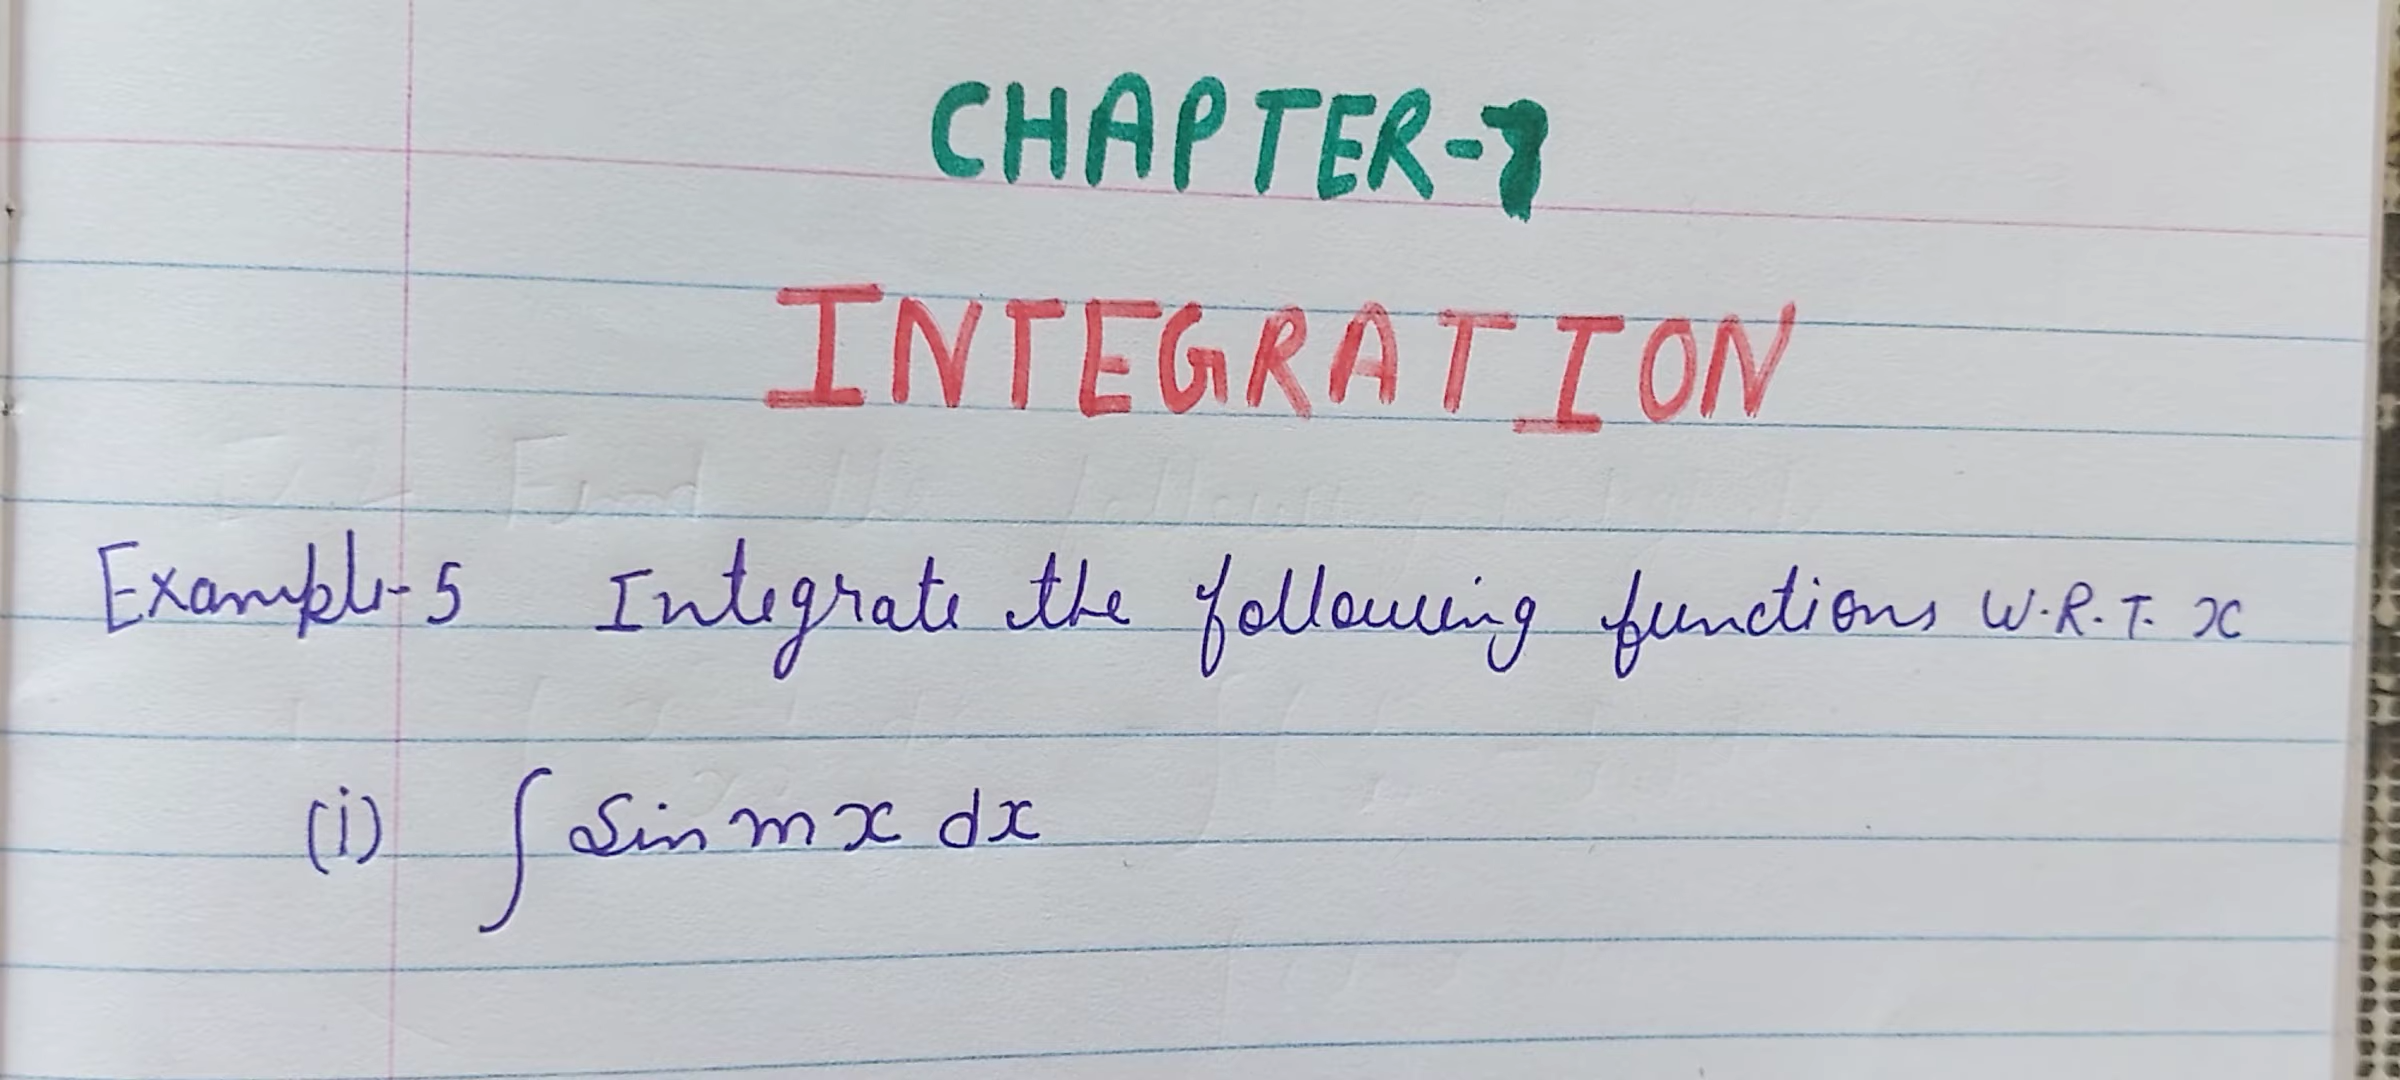 CHAPTER-7
INTEGRATION
Example-5 Integrate the following functions W.R.T. x
(i) ∫ Sin mx dx